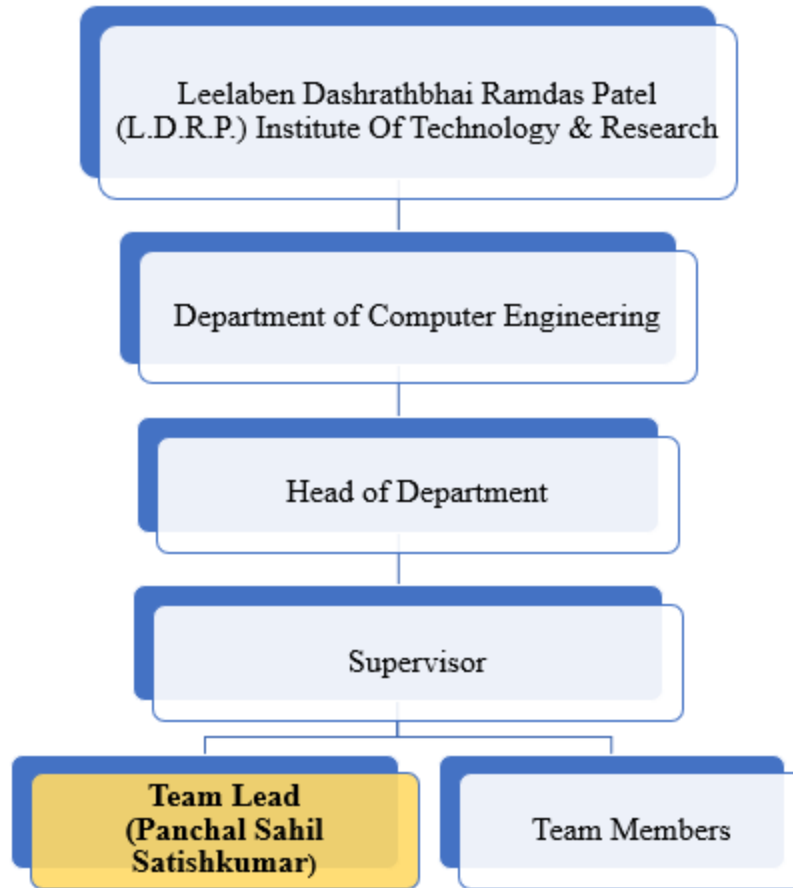 Leelaben Dashrathbhai Ramdas Patel
(L.D.R.P.) Institute Of Technology & Research
Department of Computer Engineering
Head of Department
Supervisor
Team Lead
(Panchal Sahil
Satishkumar)
Team Members